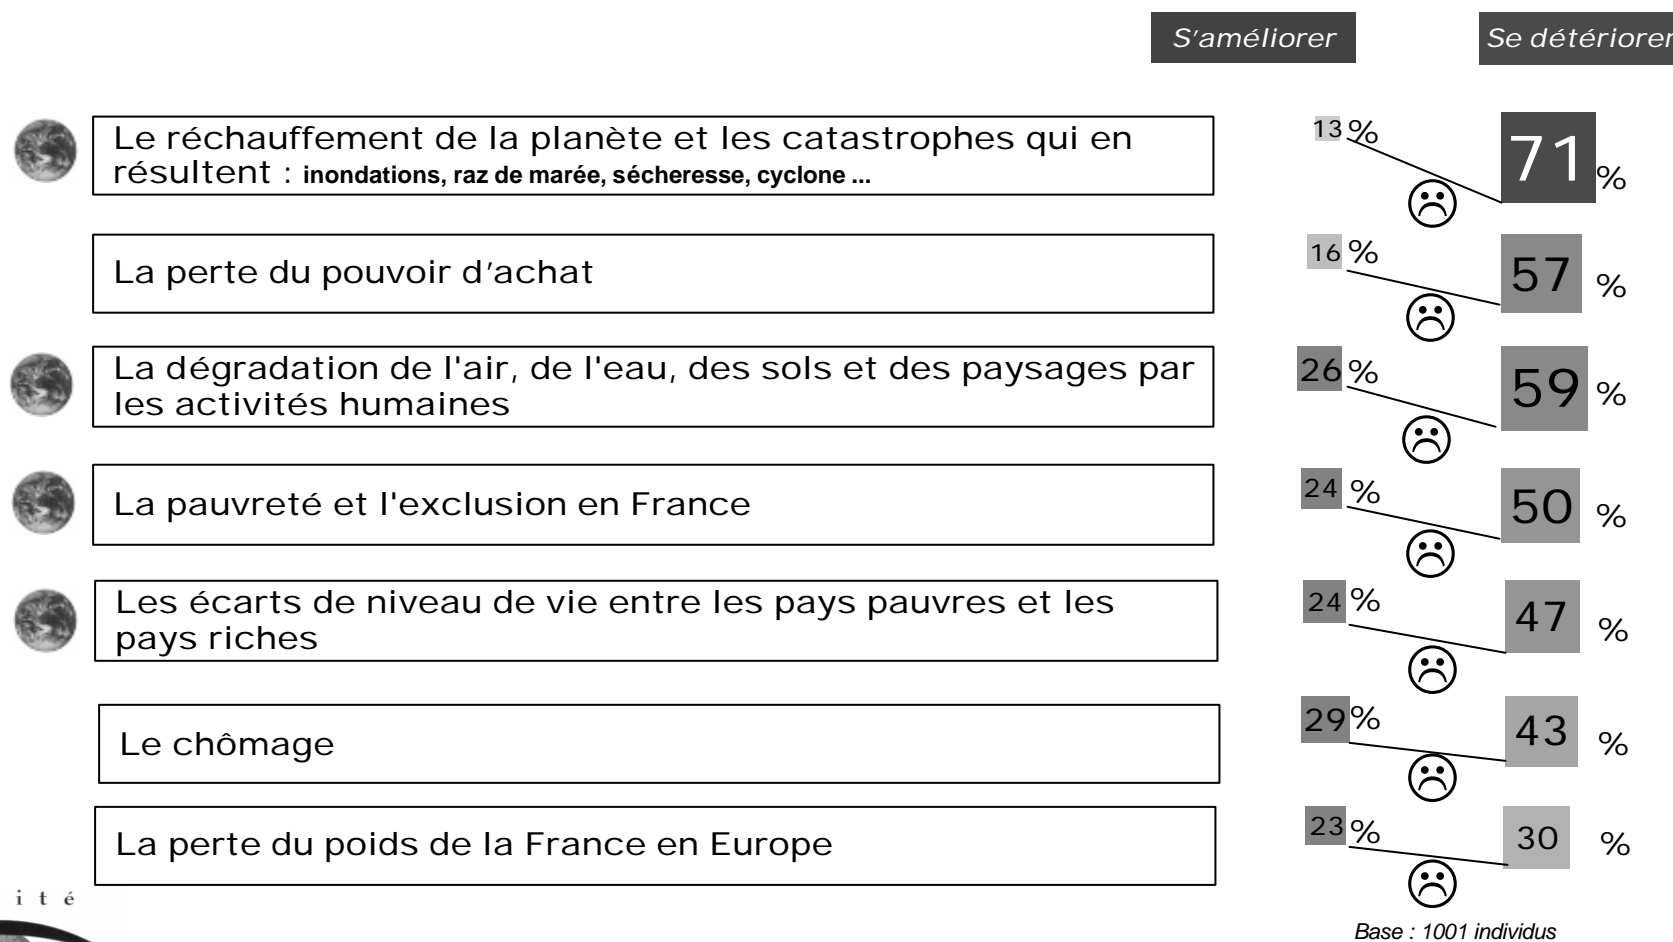 S'améliorer Se détériorer
Le réchauffement de la planète et les catastrophes qui en
résultent : inondations, raz de marée, sécheresse, cyclone ...
13 % 71 %
La perte du pouvoir d'achat
16 % 57 %
La dégradation de l'air, de l'eau, des sols et des paysages par
les activités humaines
26 % 59 %
La pauvreté et l'exclusion en France
24 % 50 %
Les écarts de niveau de vie entre les pays pauvres et les
pays riches
24 % 47 %
Le chômage
29 % 43 %
La perte du poids de la France en Europe
23 % 30 %
ité
Base : 1001 individus